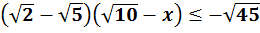 (√2 − √5)(√10 − x) ≤ −√45